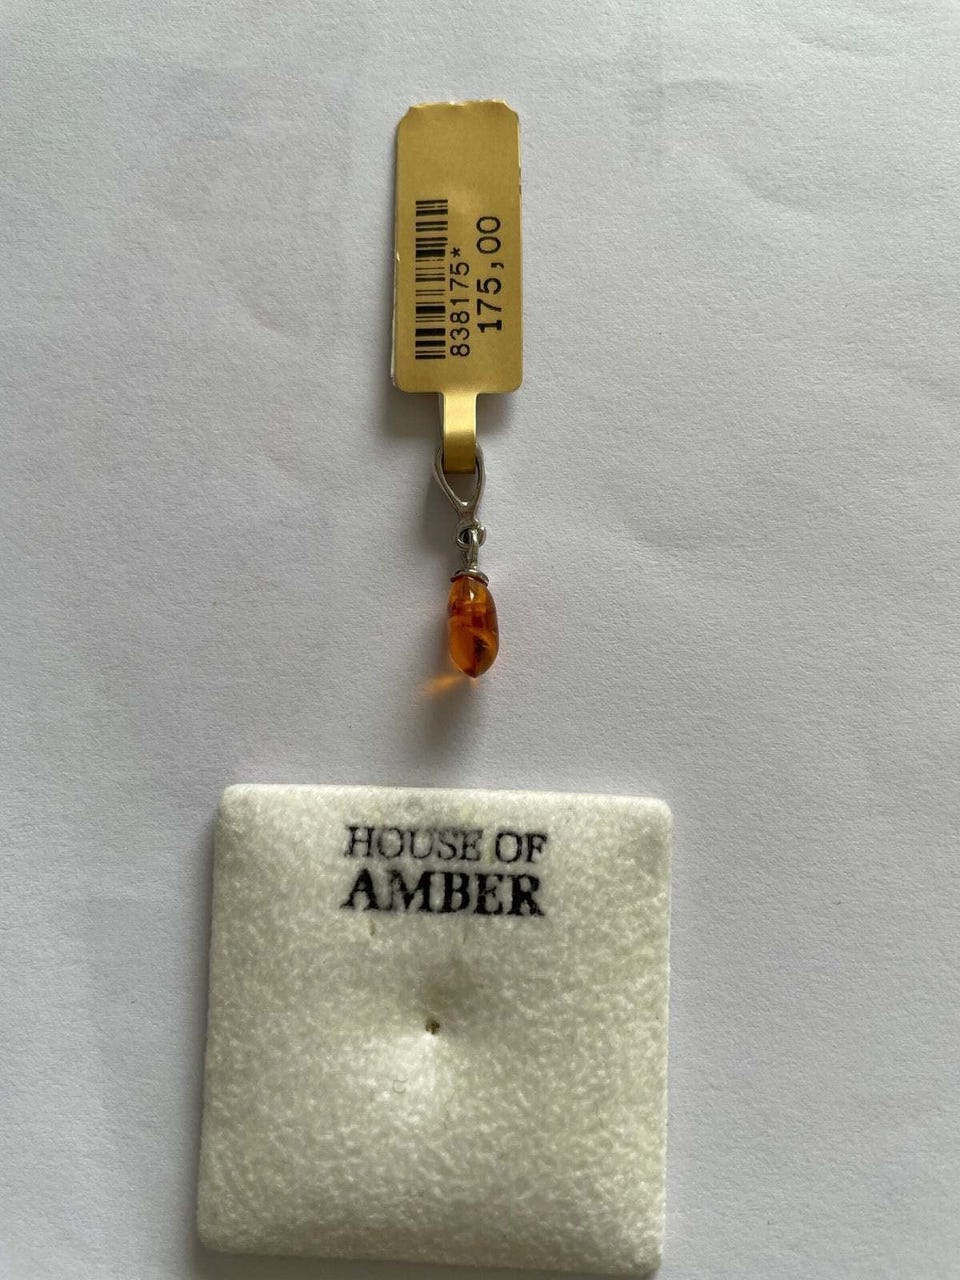 838175*
175,00
HOUSE OF
AMBER